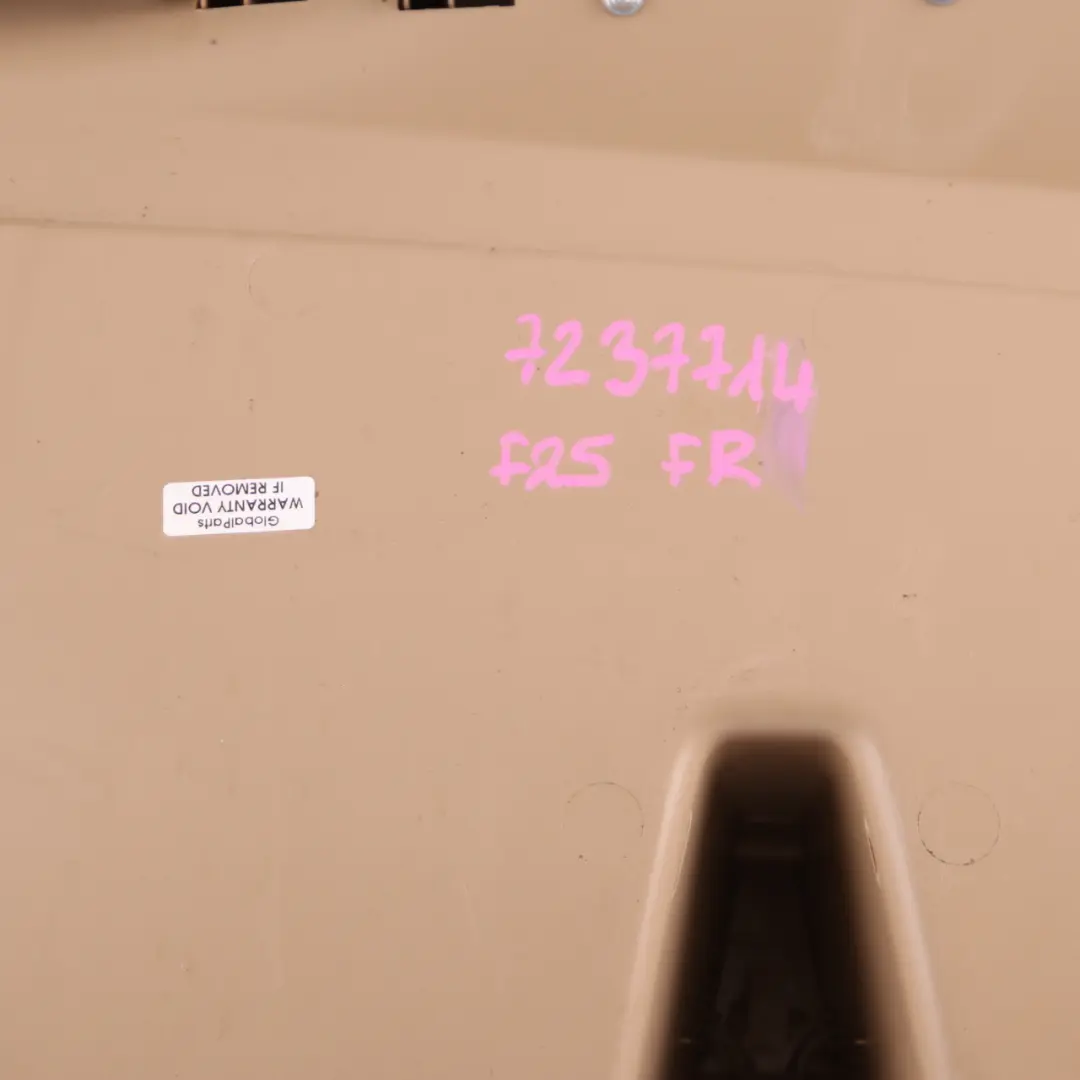 7237714
F25 FR
GlobalParts
WARRANTY VOID
IF REMOVED